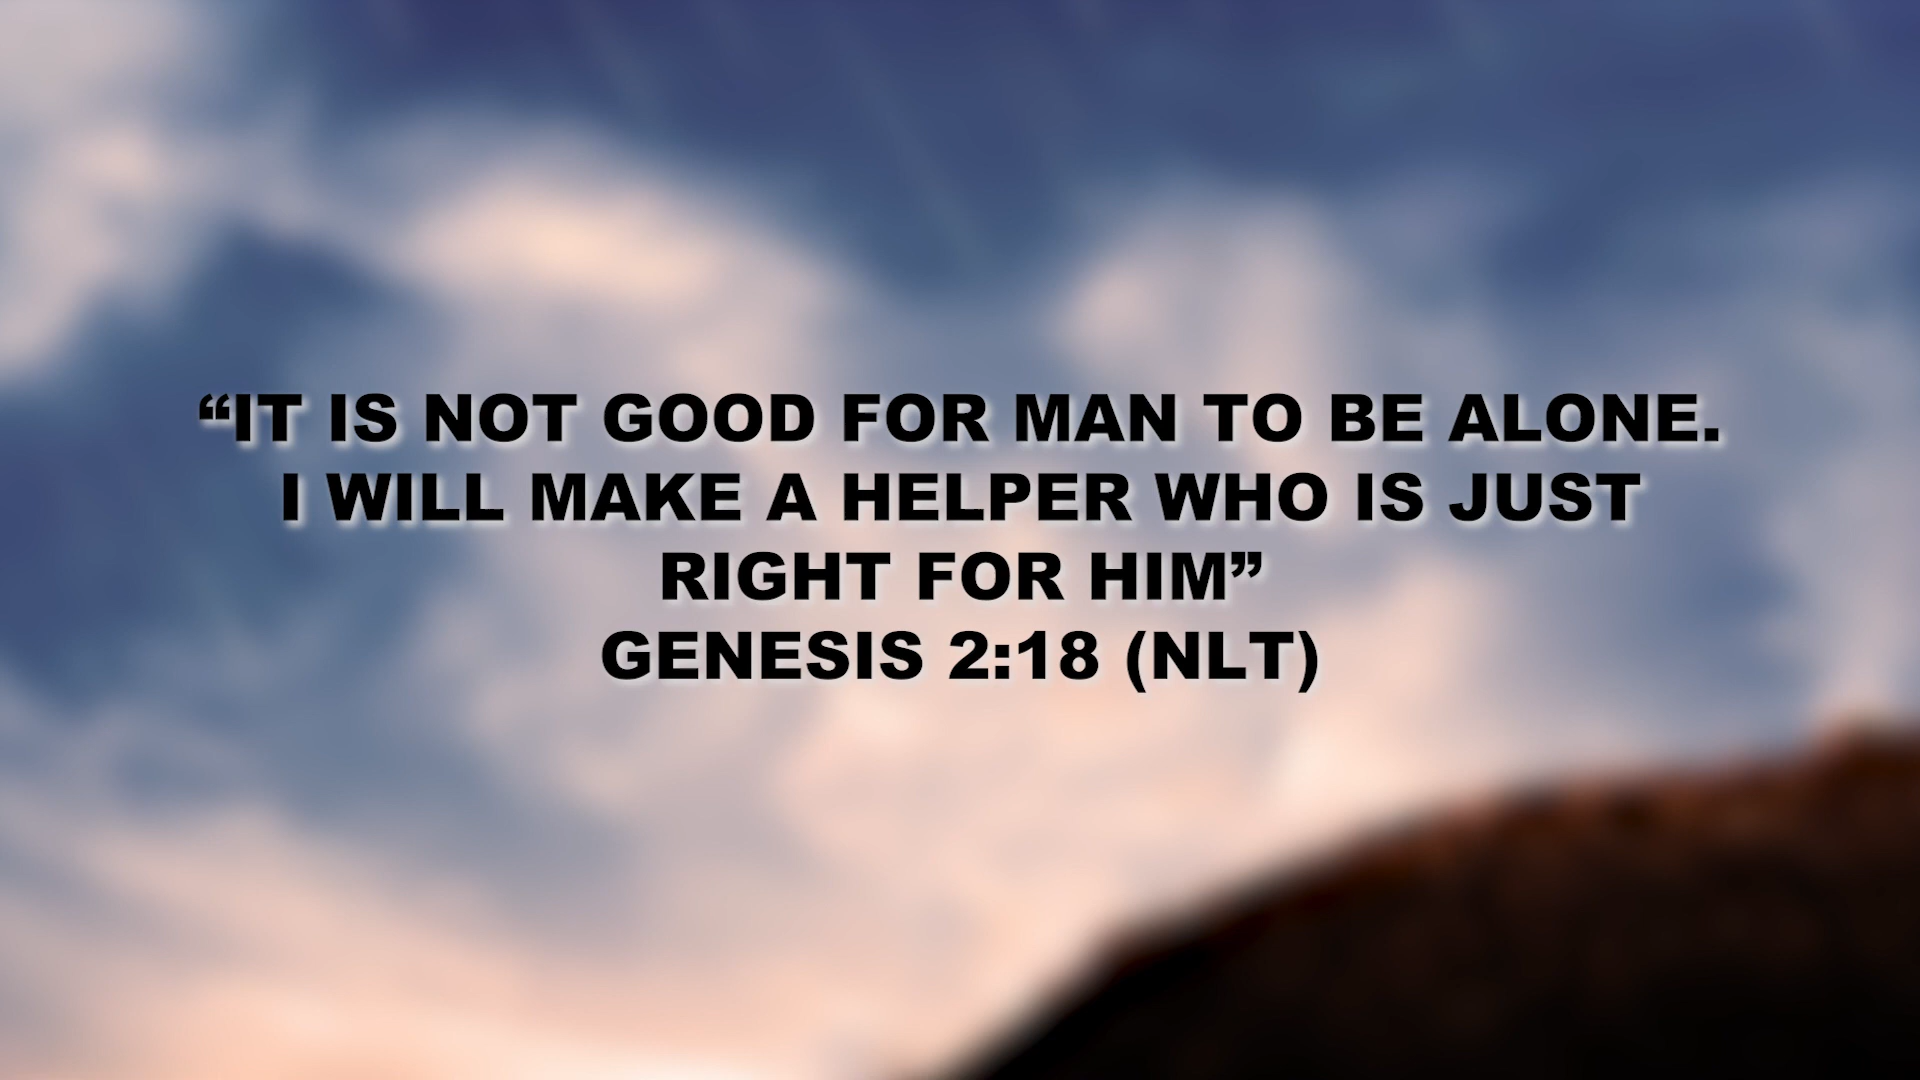 “IT IS NOT GOOD FOR MAN TO BE ALONE.
I WILL MAKE A HELPER WHO IS JUST
RIGHT FOR HIM”
GENESIS 2:18 (NLT)